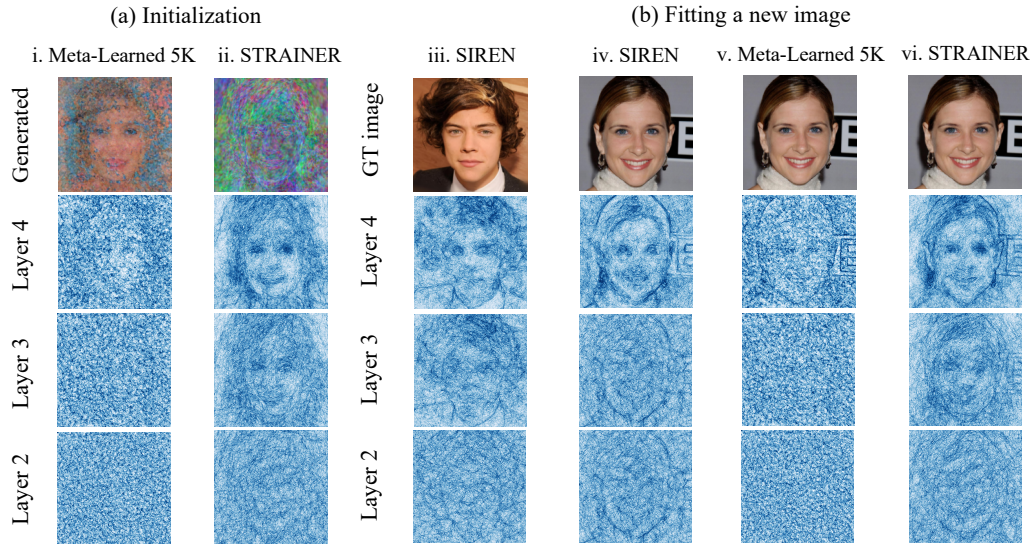 (a) Initialization
(b) Fitting a new image
i. Meta-Learned 5K
ii. STRAINER
iii. SIREN
iv. SIREN
v. Meta-Learned 5K
vi. STRAINER
Generated
GT image
E
E
E
Layer 4
Layer 4
Layer 3
Layer 3
Layer 2
Layer 2